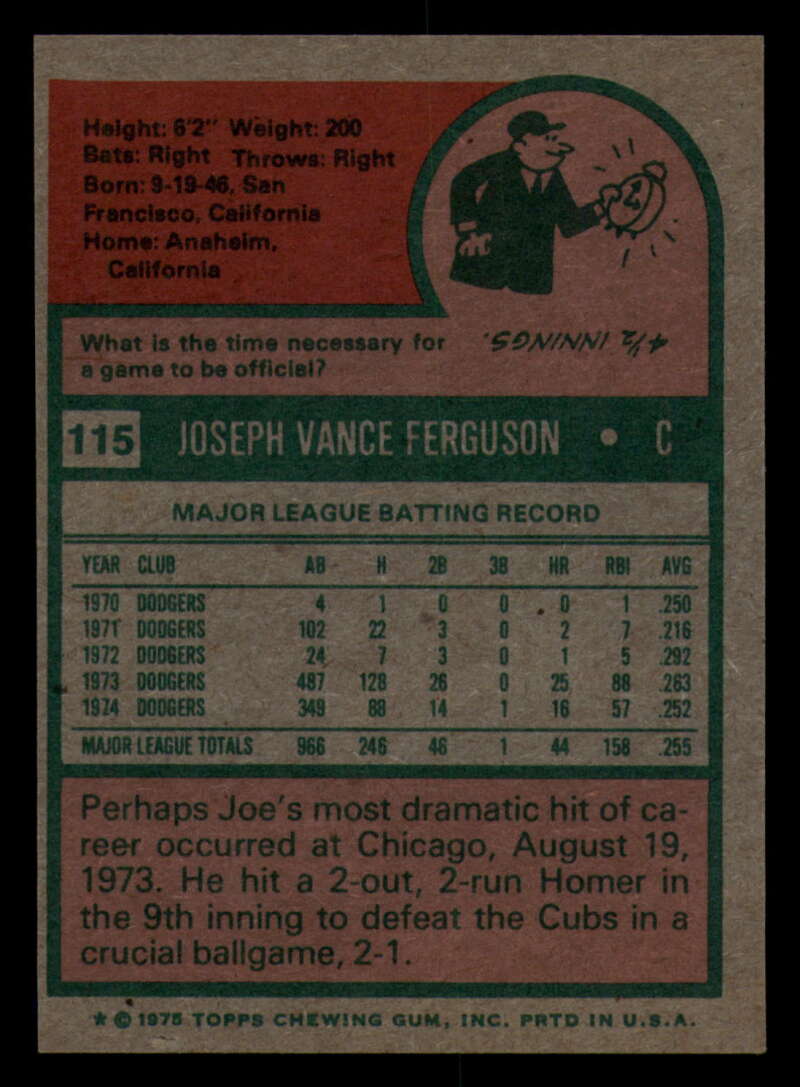 Height: 6'2" Weight: 200
Bats: Right Throws: Right
Born: 9-19-46, San
Francisco, California
Home: Anaheim,
California
What is the time necessary for
a game to be official?
4 1/2 INNINGS.
115 JOSEPH VANCE FERGUSON • C
MAJOR LEAGUE BATTING RECORD
YEAR CLUB AB H 2B 3B HR RBI AVG
1970 DODGERS 4 1 0 0 0 1 .250
1971 DODGERS 102 22 3 0 2 7 .216
1972 DODGERS 24 7 3 0 1 5 .292
1973 DODGERS 487 128 26 0 25 88 .263
1974 DODGERS 349 88 14 1 16 57 .252
MAJOR LEAGUE TOTALS 966 246 46 1 44 158 .255
Perhaps Joe's most dramatic hit of ca-
reer occurred at Chicago, August 19,
1973. He hit a 2-out, 2-run Homer in
the 9th inning to defeat the Cubs in a
crucial ballgame, 2-1.
★ © 1975 TOPPS CHEWING GUM, INC. PRTD IN U.S.A.